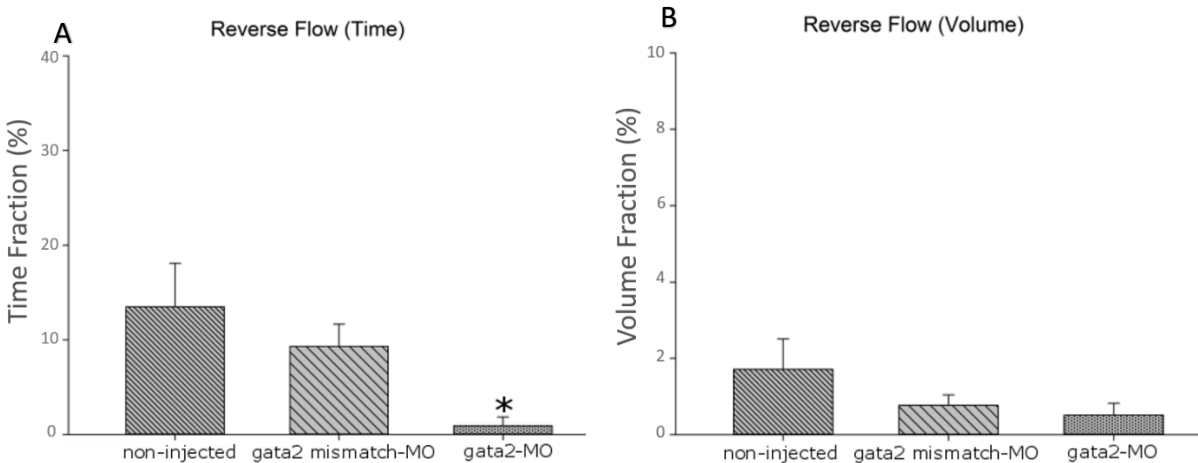 A
Reverse Flow (Time)
Time Fraction (%)
40
30
20
10
0
non-injected
gata2 mismatch-MO
*
gata2-MO
B
Reverse Flow (Volume)
Volume Fraction (%)
10
8
6
4
2
0
non-injected
gata2 mismatch-MO
gata2-MO